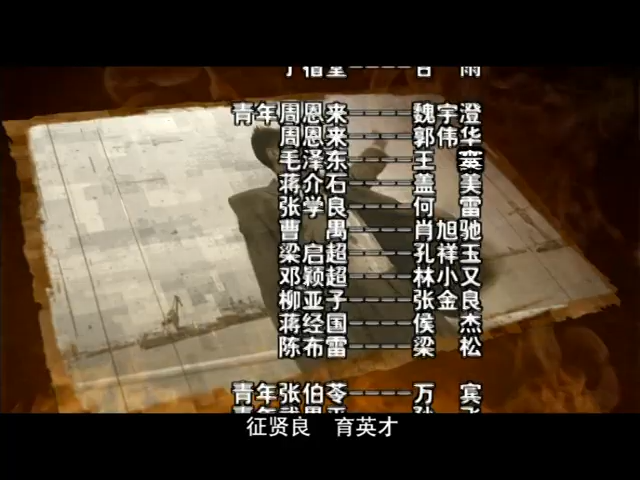 青年周恩来----魏宇澄
周恩来----郭伟华
毛泽东----王
蒋介石----盖 美
张学良----何 雷
曹 禺----肖旭驰
梁启超----孔祥玉
邓颖超----林小又
柳亚子----张金良
蒋经国----侯 杰
陈布雷----梁 松
青年张伯苓----万 宾
征贤良 育英才